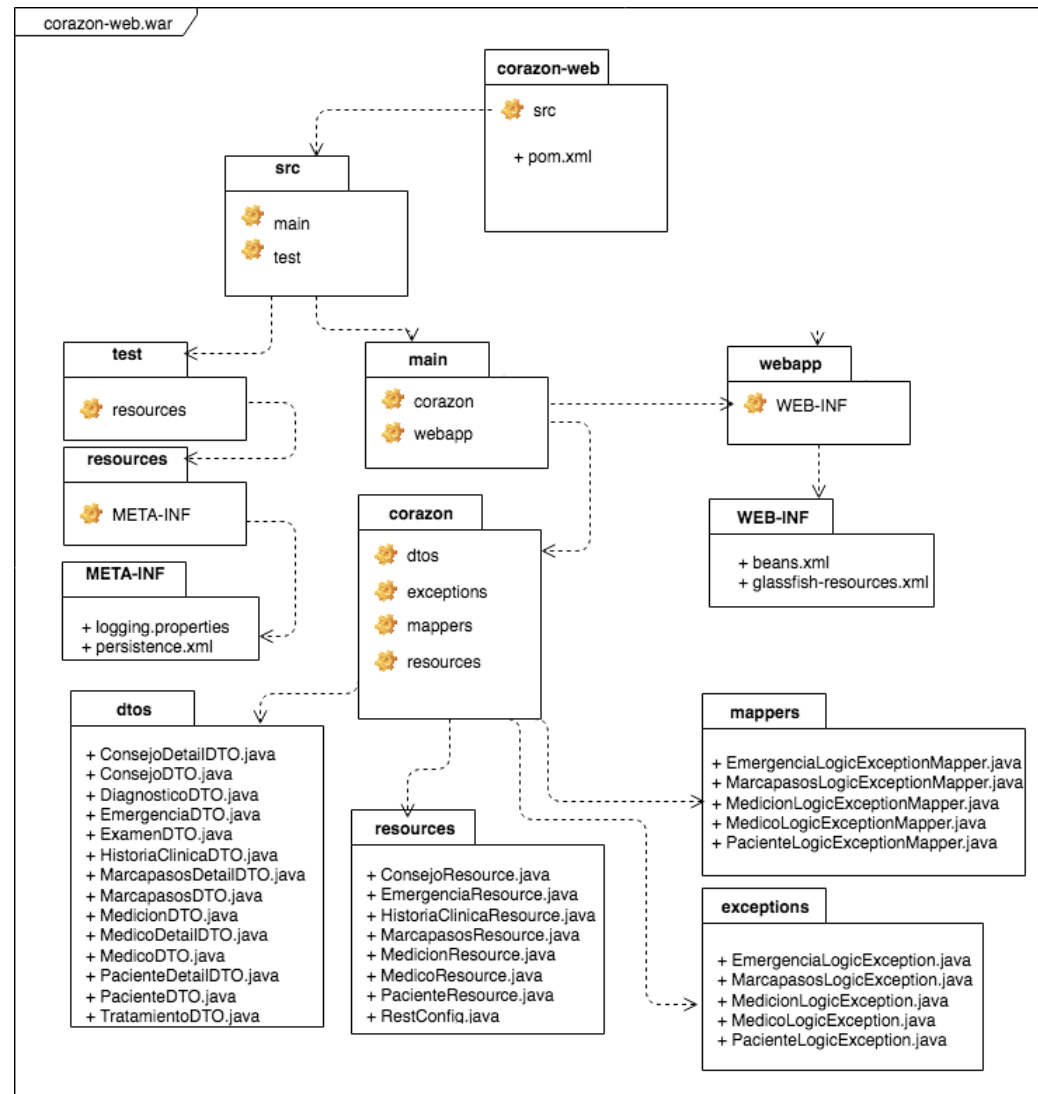 corazon-web.war
corazon-web
src
+ pom.xml
src
main
test
test
resources
main
corazon
webapp
webapp
WEB-INF
resources
META-INF
corazon
dtos
exceptions
mappers
resources
WEB-INF
+ beans.xml
+ glassfish-resources.xml
META-INF
+ logging.properties
+ persistence.xml
dtos
+ ConsejoDetailDTO.java
+ ConsejoDTO.java
+ DiagnosticoDTO.java
+ EmergenciaDTO.java
+ ExamenDTO.java
+ HistoriaClinicaDTO.java
+ MarcapasosDetailDTO.java
+ MarcapasosDTO.java
+ MedicionDTO.java
+ MedicoDetailDTO.java
+ MedicoDTO.java
+ PacienteDetailDTO.java
+ PacienteDTO.java
+ TratamientoDTO.java
resources
+ ConsejoResource.java
+ EmergenciaResource.java
+ HistoriaClinicaResource.java
+ MarcapasosResource.java
+ MedicionResource.java
+ MedicoResource.java
+ PacienteResource.java
+ RestConfig.java
mappers
+ EmergenciaLogicExceptionMapper.java
+ MarcapasosLogicExceptionMapper.java
+ MedicionLogicExceptionMapper.java
+ MedicoLogicExceptionMapper.java
+ PacienteLogicExceptionMapper.java
exceptions
+ EmergenciaLogicException.java
+ MarcapasosLogicException.java
+ MedicionLogicException.java
+ MedicoLogicException.java
+ PacienteLogicException.java